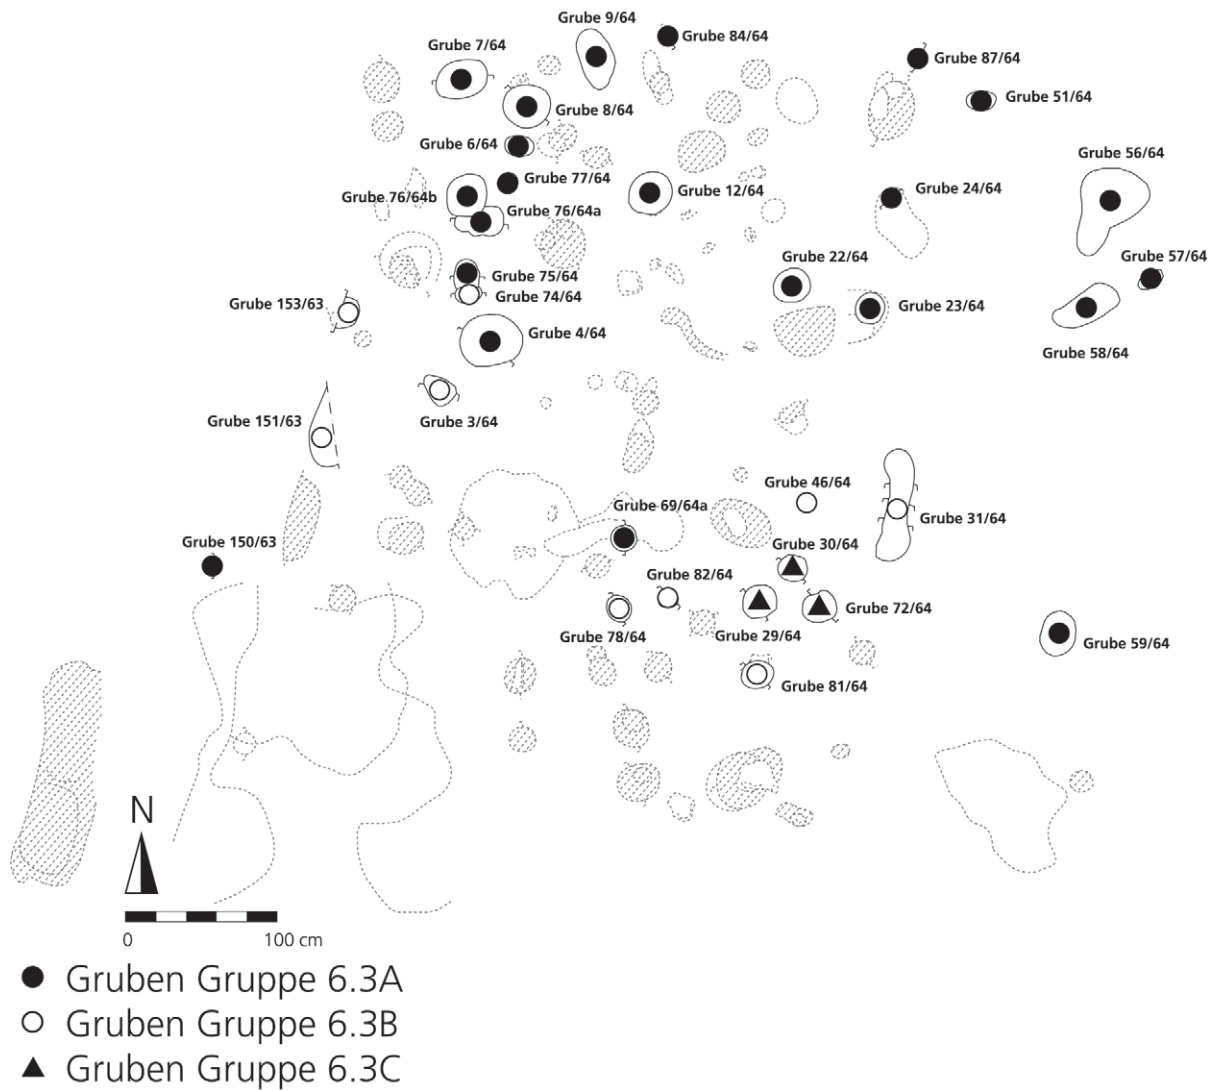 Grube 9/64
Grube 84/64
Grube 7/64
Grube 87/64
Grube 51/64
Grube 8/64
Grube 6/64
Grube 56/64
Grube 77/64
Grube 12/64
Grube 24/64
Grube 76/64b
Grube 76/64a
Grube 22/64
Grube 57/64
Grube 75/64
Grube 74/64
Grube 153/63
Grube 23/64
Grube 4/64
Grube 58/64
Grube 151/63
Grube 3/64
Grube 46/64
Grube 69/64a
Grube 31/64
Grube 150/63
Grube 30/64
Grube 82/64
Grube 72/64
Grube 78/64
Grube 29/64
Grube 59/64
Grube 81/64
N
0 100 cm
Gruben Gruppe 6.3A
Gruben Gruppe 6.3B
Gruben Gruppe 6.3C